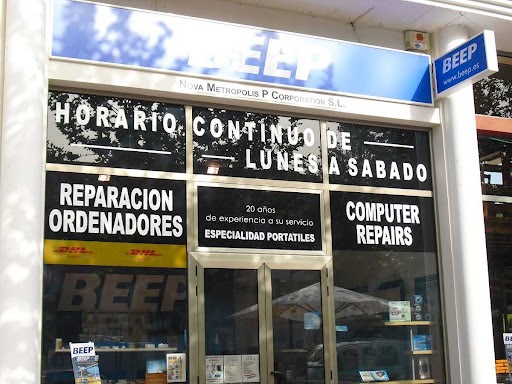 BEEP
NOVA METROPOLIS P CORPORATION S.L.
BEEP
www.beep.es
HORARIO CONTINUO DE
LUNES A SABADO
REPARACION
ORDENADORES
20 años
de experiencia a su servicio
ESPECIALIDAD PORTATILES
COMPUTER
REPAIRS
DHL
DHL
BEEP
BEEP